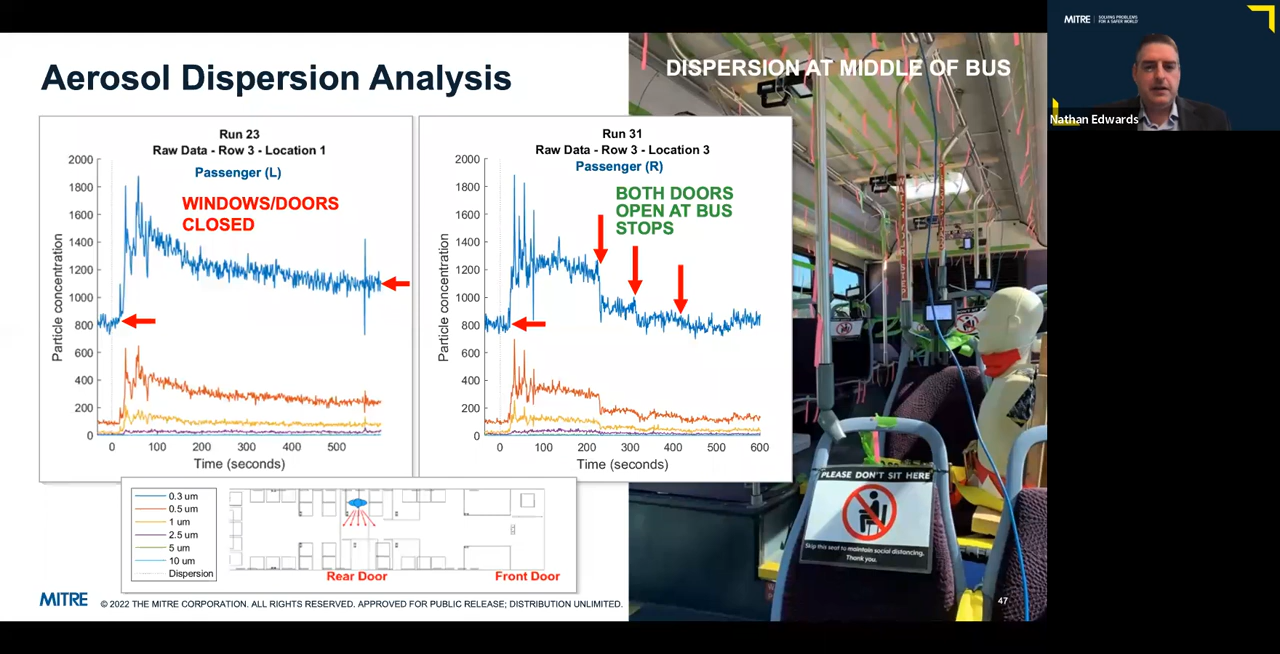 MITRE | SOLVING PROBLEMS
FOR A SAFER WORLD
Nathan Edwards
Aerosol Dispersion Analysis
DISPERSION AT MIDDLE OF BUS
Run 23
Raw Data - Row 3 - Location 1
Passenger (L)
WINDOWS/DOORS
CLOSED
Particle concentration
2000
1800
1600
1400
1200
1000
800
600
400
200
0
0
100
200
300
400
500
Time (seconds)
Run 31
Raw Data - Row 3 - Location 3
Passenger (R)
BOTH DOORS
OPEN AT BUS
STOPS
Particle concentration
2000
1800
1600
1400
1200
1000
800
600
400
200
0
0
100
200
300
400
500
600
Time (seconds)
0.3 um
0.5 um
1 um
2.5 um
5 um
10 um
Dispersion
Rear Door
Front Door
PLEASE DON'T SIT HERE
Skip this seat to maintain social distancing.
Thank you.
MITRE
© 2022 THE MITRE CORPORATION. ALL RIGHTS RESERVED. APPROVED FOR PUBLIC RELEASE; DISTRIBUTION UNLIMITED.
47